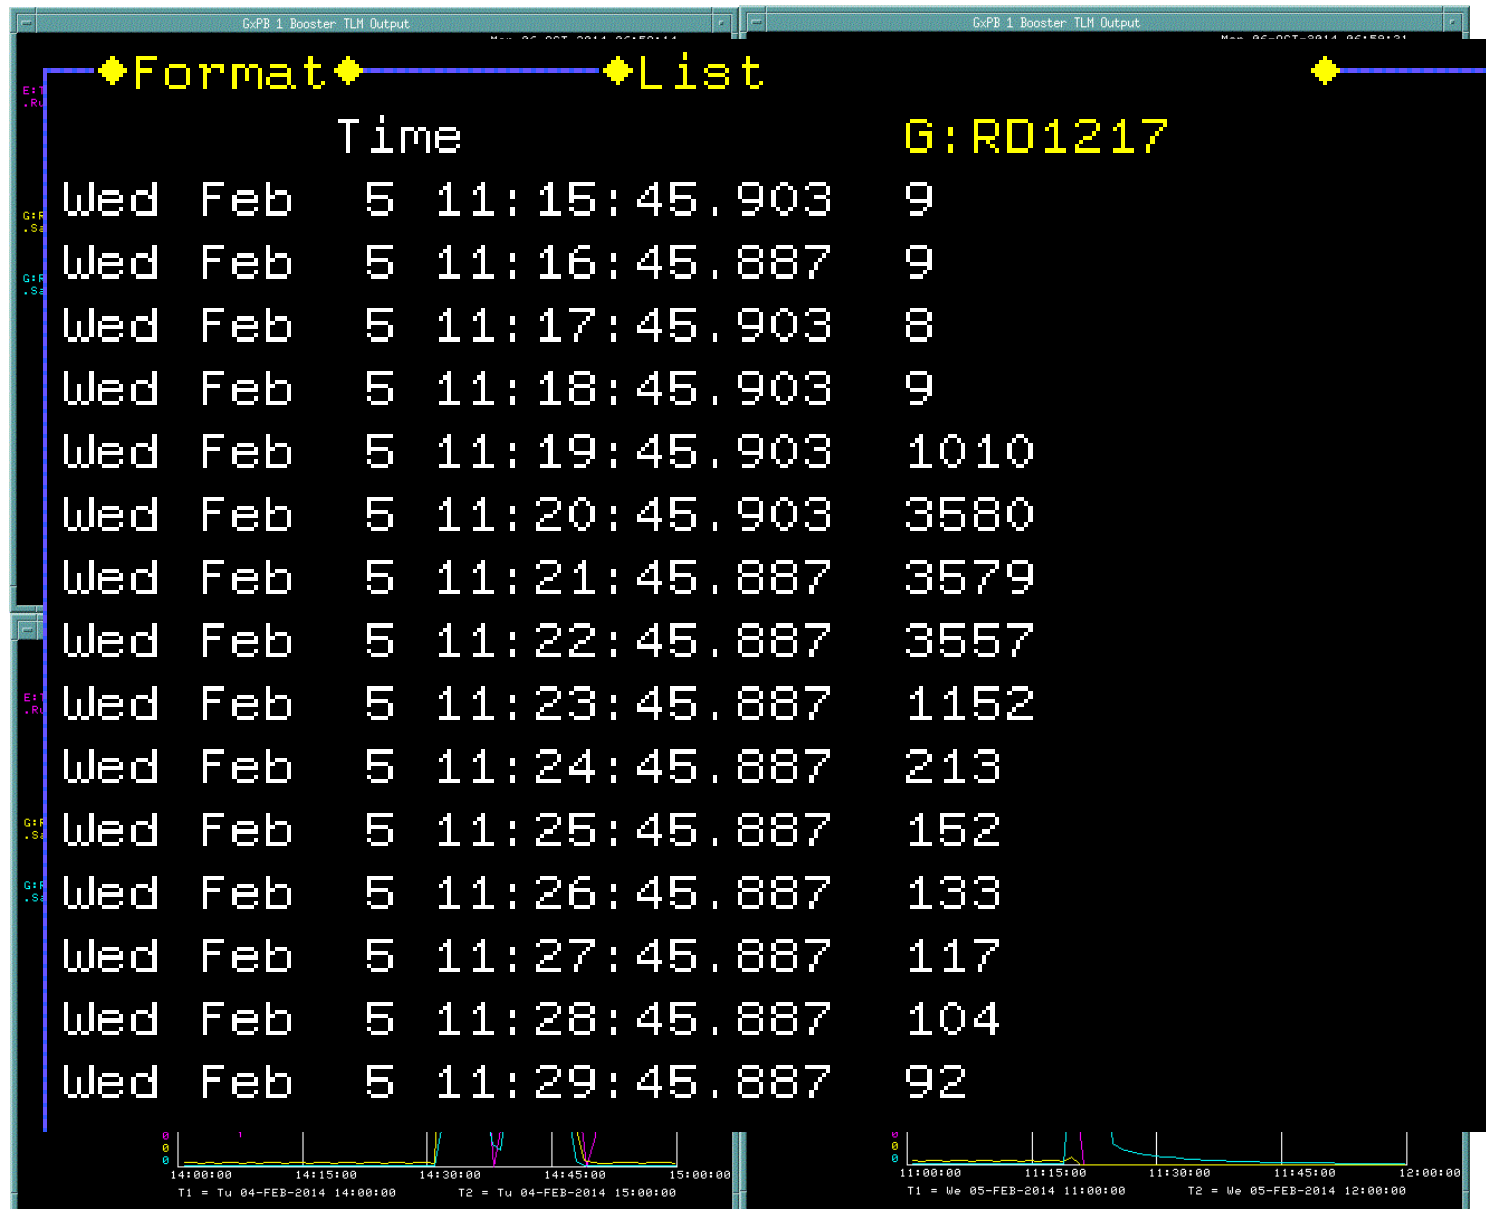 GxPB 1 Booster TLM Output
GxPB 1 Booster TLM Output
Format List
Time G:RD1217
Wed Feb 5 11:15:45.903 9
Wed Feb 5 11:16:45.887 9
Wed Feb 5 11:17:45.903 8
Wed Feb 5 11:18:45.903 9
Wed Feb 5 11:19:45.903 1010
Wed Feb 5 11:20:45.903 3580
Wed Feb 5 11:21:45.887 3579
Wed Feb 5 11:22:45.887 3557
Wed Feb 5 11:23:45.887 1152
Wed Feb 5 11:24:45.887 213
Wed Feb 5 11:25:45.887 152
Wed Feb 5 11:26:45.887 133
Wed Feb 5 11:27:45.887 117
Wed Feb 5 11:28:45.887 104
Wed Feb 5 11:29:45.887 92
0
0
0
14:00:00 14:15:00 14:30:00 14:45:00 15:00:00
T1 = Tu 04-FEB-2014 14:00:00 T2 = Tu 04-FEB-2014 15:00:00
0
0
0
11:00:00 11:15:00 11:30:00 11:45:00 12:00:00
T1 = We 05-FEB-2014 11:00:00 T2 = We 05-FEB-2014 12:00:00